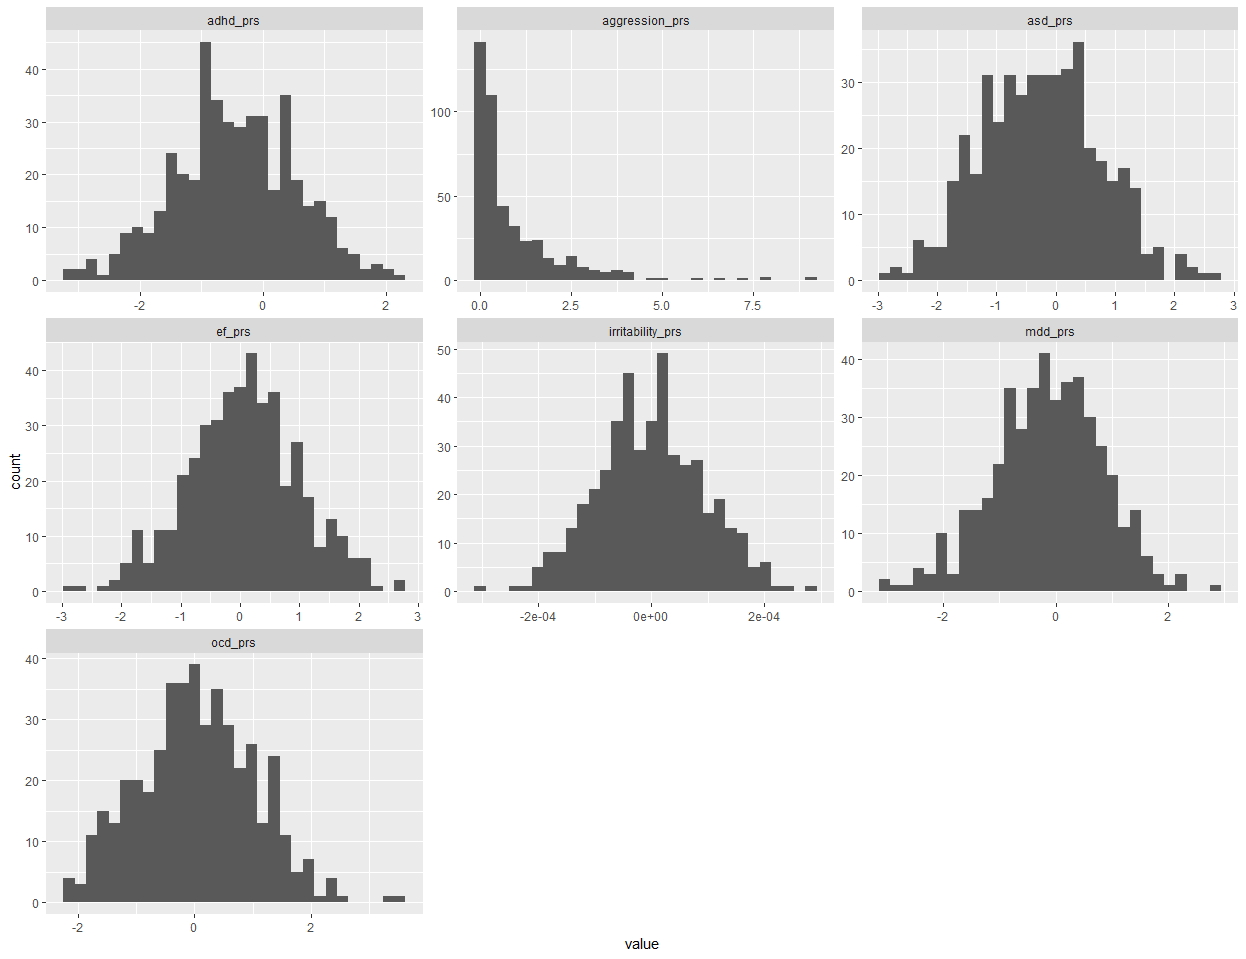 adhd_prs aggression_prs asd_prs
40 30 20 10 0
100 50 0
30 20 10 0
-2 0 2
0.0 2.5 5.0 7.5
-3 -2 -1 0 1 2 3
ef_prs irritability_prs mdd_prs
40 30 20 10 0
50 40 30 20 10 0
40 30 20 10 0
-3 -2 -1 0 1 2 3
-2e-04 0e+00 2e-04
-2 0 2
count
ocd_prs
40 30 20 10 0
-2 0 2
value